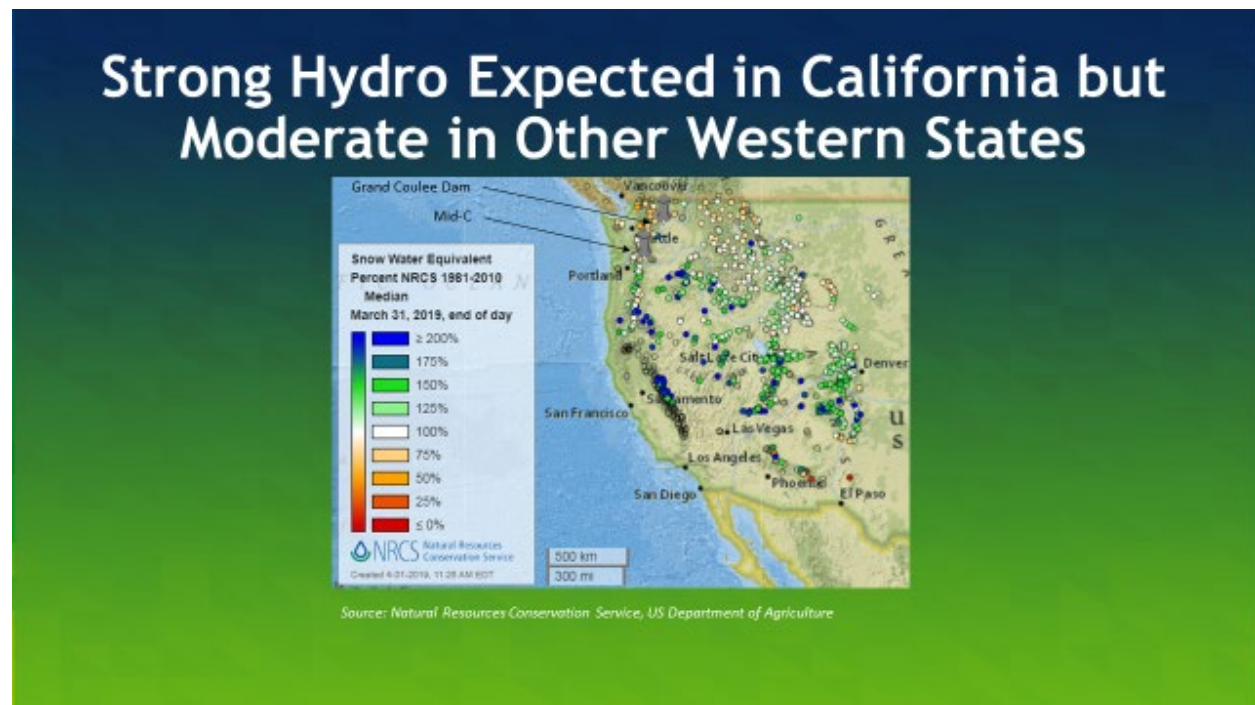 Strong Hydro Expected in California but
Moderate in Other Western States
Grand Coulee Dam
Vancouver
Mid-C
Portland
Snow Water Equivalent
Percent NRCS 1981-2010
Median
March 31, 2019, end of day
≥ 200%
175%
150%
125%
100%
75%
50%
25%
≤ 0%
NRCS Natural Resources
Conservation Service
Salt Lake City
Denver
Sacramento
San Francisco
Las Vegas
Los Angeles
Phoenix
San Diego
El Paso
U
S
500 km
300 mi
Source: Natural Resources Conservation Service, US Department of Agriculture